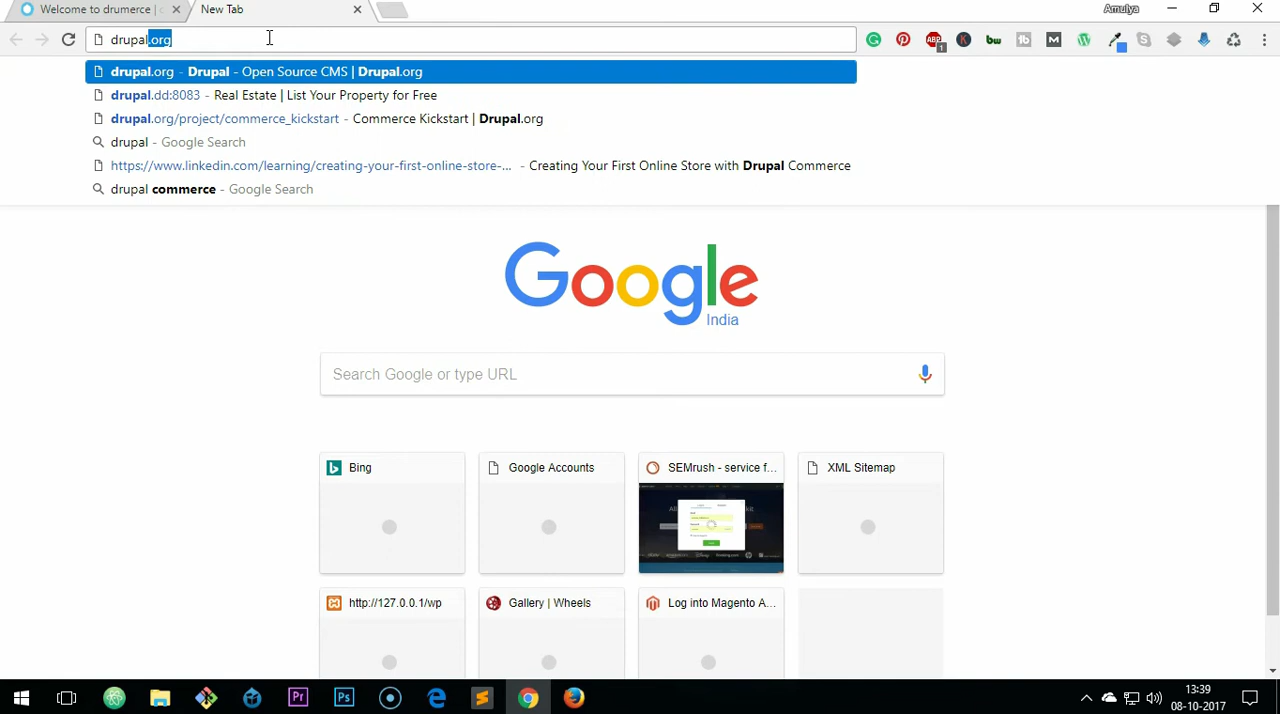 Welcome to drumerce |
New Tab
Amulya
drupal.org
drupal.org - Drupal - Open Source CMS | Drupal.org
drupal.dd:8083 - Real Estate | List Your Property for Free
drupal.org/project/commerce_kickstart - Commerce Kickstart | Drupal.org
drupal - Google Search
https://www.linkedin.com/learning/creating-your-first-online-store-... - Creating Your First Online Store with Drupal Commerce
drupal commerce - Google Search
Google
India
Search Google or type URL
Bing
Google Accounts
SEMrush - service f...
XML Sitemap
http://127.0.0.1/wp
Gallery | Wheels
Log into Magento A...
13:39
08-10-2017